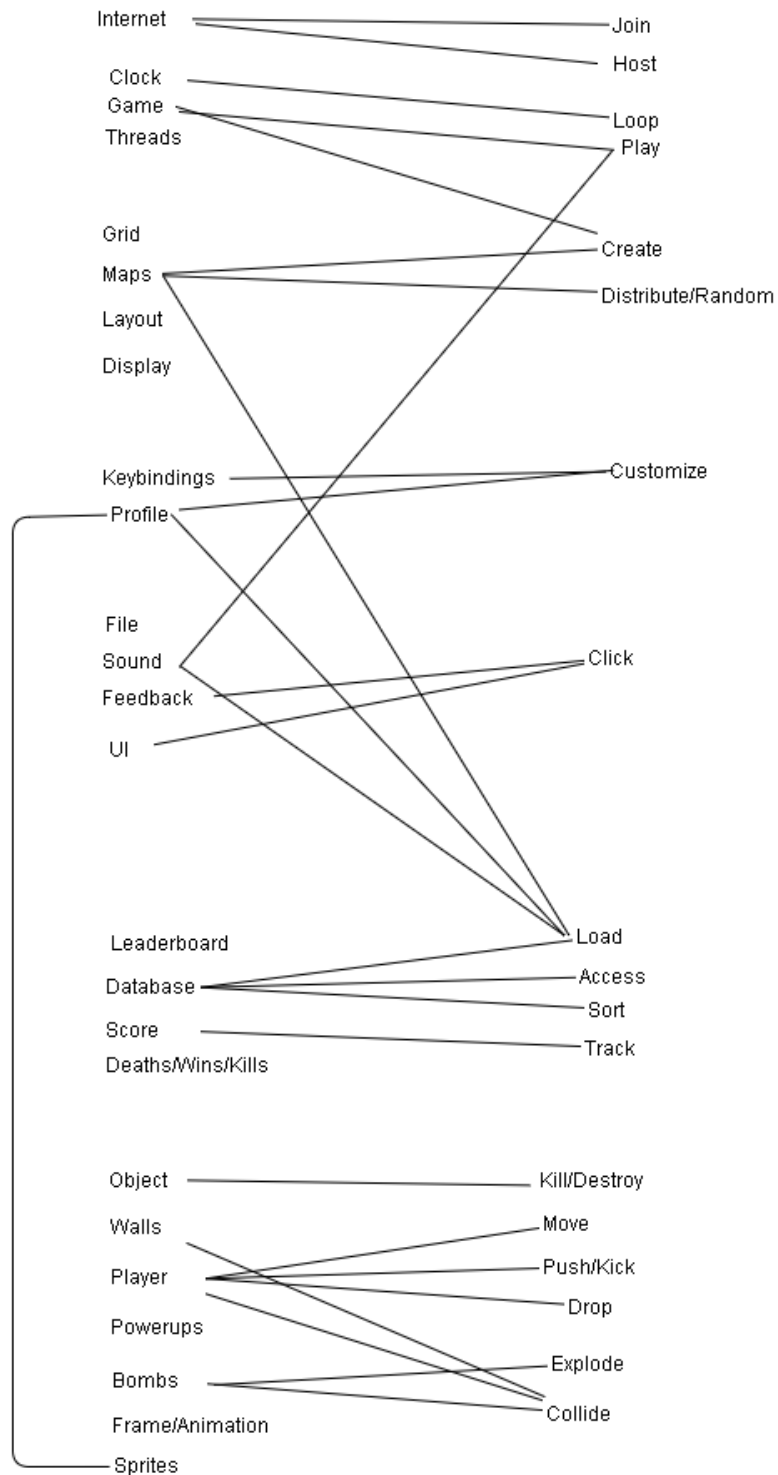 Internet
Join
Host
Clock
Game
Loop
Threads
Play
Grid
Create
Maps
Distribute/Random
Layout
Display
Keybindings
Customize
Profile
File
Sound
Click
Feedback
UI
Leaderboard
Load
Database
Access
Sort
Score
Track
Deaths/Wins/Kills
Object
Kill/Destroy
Walls
Move
Player
Push/Kick
Drop
Powerups
Explode
Bombs
Collide
Frame/Animation
Sprites